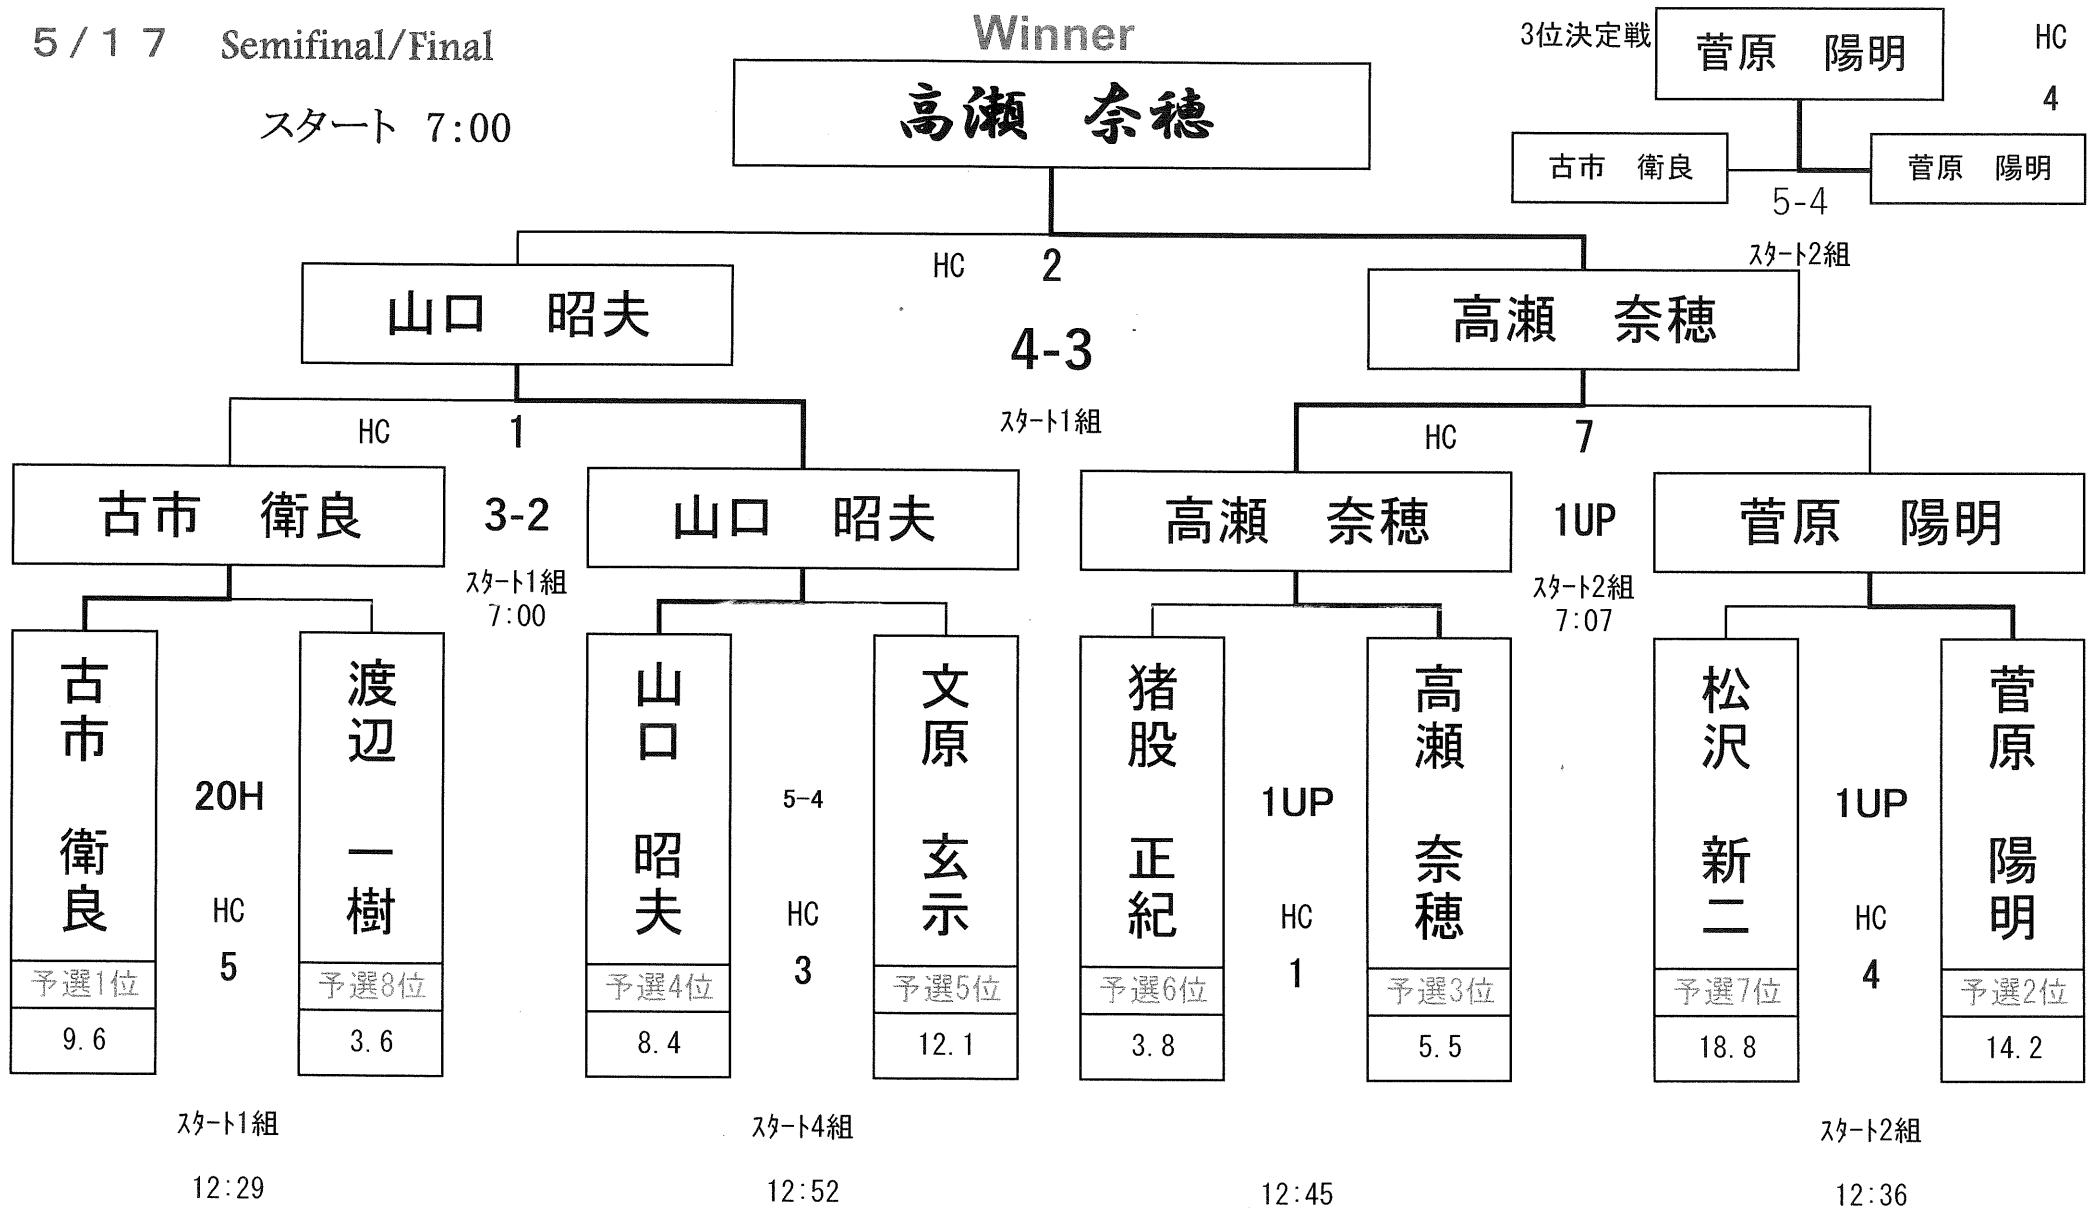 5/17 Semifinal/Final
スタート 7:00
Winner
高瀬 奈穂
3位決定戦
菅原 陽明
HC
4
古市 衛良
菅原 陽明
5-4
スタート2組
山口 昭夫
HC 2
高瀬 奈穂
4-3
スタート1組
HC 1
HC 7
古市 衛良
3-2
山口 昭夫
高瀬 奈穂
1UP
菅原 陽明
スタート1組
7:00
スタート2組
7:07
古市 衛良
予選1位
9.6
20H
HC
5
渡辺 一樹
予選8位
3.6
山口 昭夫
予選4位
8.4
5-4
HC
3
文原 玄示
予選5位
12.1
猪股 正紀
予選6位
3.8
1UP
HC
1
高瀬 奈穂
予選3位
5.5
松沢 新二
予選7位
18.8
1UP
HC
4
菅原 陽明
予選2位
14.2
スタート1組
スタート4組
スタート2組
12:29
12:52
12:45
12:36